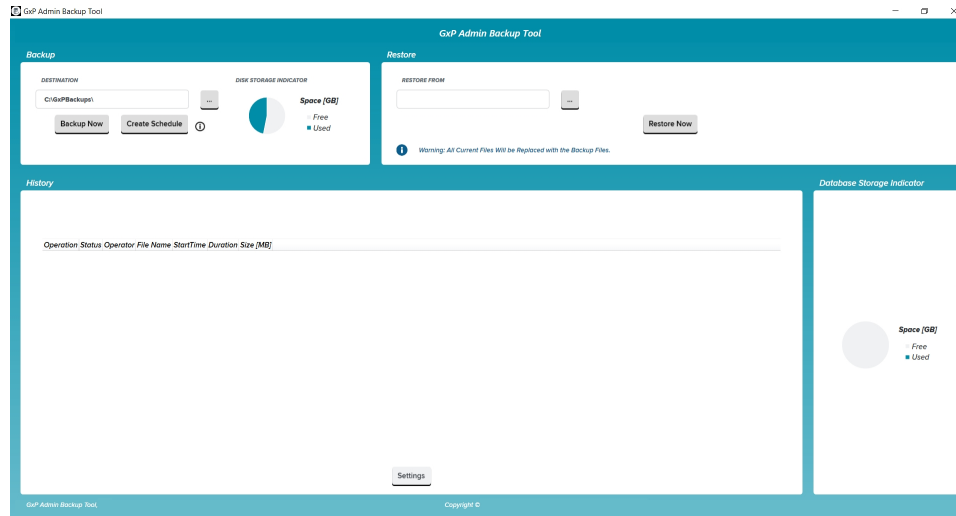 GxP Admin Backup Tool
GxP Admin Backup Tool
Backup
Restore
DESTINATION
DISK STORAGE INDICATOR
RESTORE FROM
C:\GxPBackups\
...
Space [GB]
Free
Used
...
Backup Now
Create Schedule
Restore Now
Warning: All Current Files Will be Replaced with the Backup Files.
History
Database Storage Indicator
Operation Status Operator File Name StartTime Duration Size [MB]
Space [GB]
Free
Used
Settings
GxP Admin Backup Tool,
Copyright ©